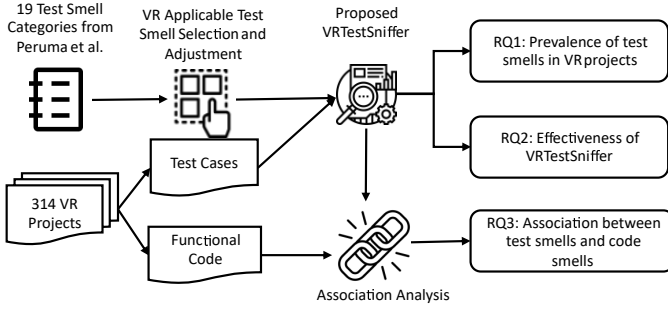 19 Test Smell
Categories from
Peruma et al.
VR Applicable Test
Smell Selection and
Adjustment
Proposed
VRTestSniffer
RQ1: Prevalence of test
smells in VR projects
RQ2: Effectiveness of
VRTestSniffer
Test Cases
314 VR
Projects
Functional
Code
RQ3: Association between
test smells and code
smells
Association Analysis